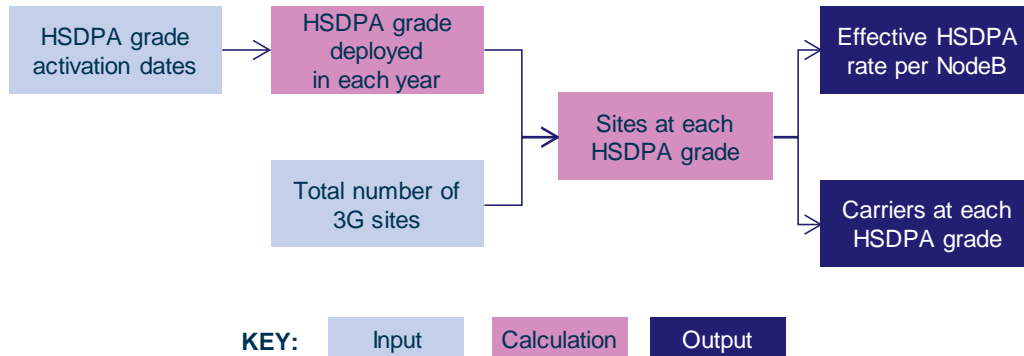 HSDPA grade
activation dates
HSDPA grade
deployed
in each year
Total number of
3G sites
Sites at each
HSDPA grade
Effective HSDPA
rate per NodeB
Carriers at each
HSDPA grade
KEY:
Input
Calculation
Output